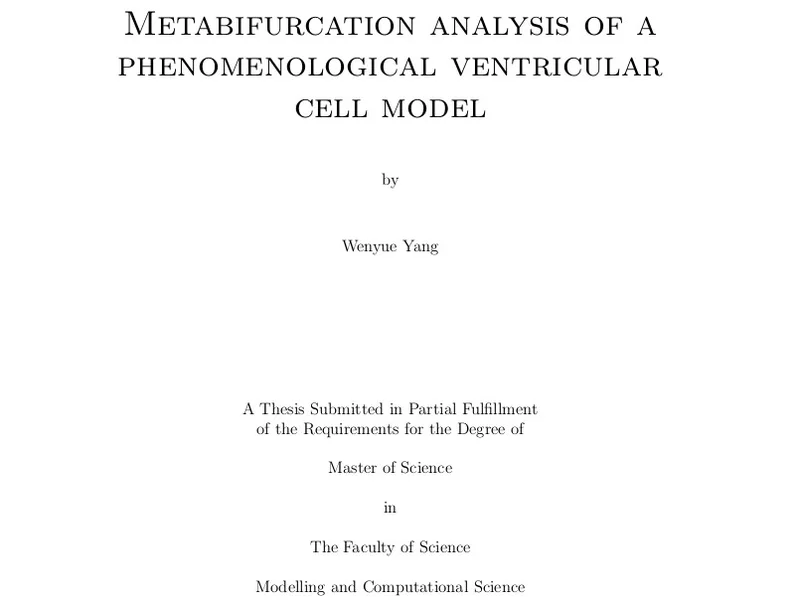 Metabifurcation analysis of a
phenomenological ventricular
cell model
by
Wenyue Yang
A Thesis Submitted in Partial Fulfillment
of the Requirements for the Degree of
Master of Science
in
The Faculty of Science
Modelling and Computational Science